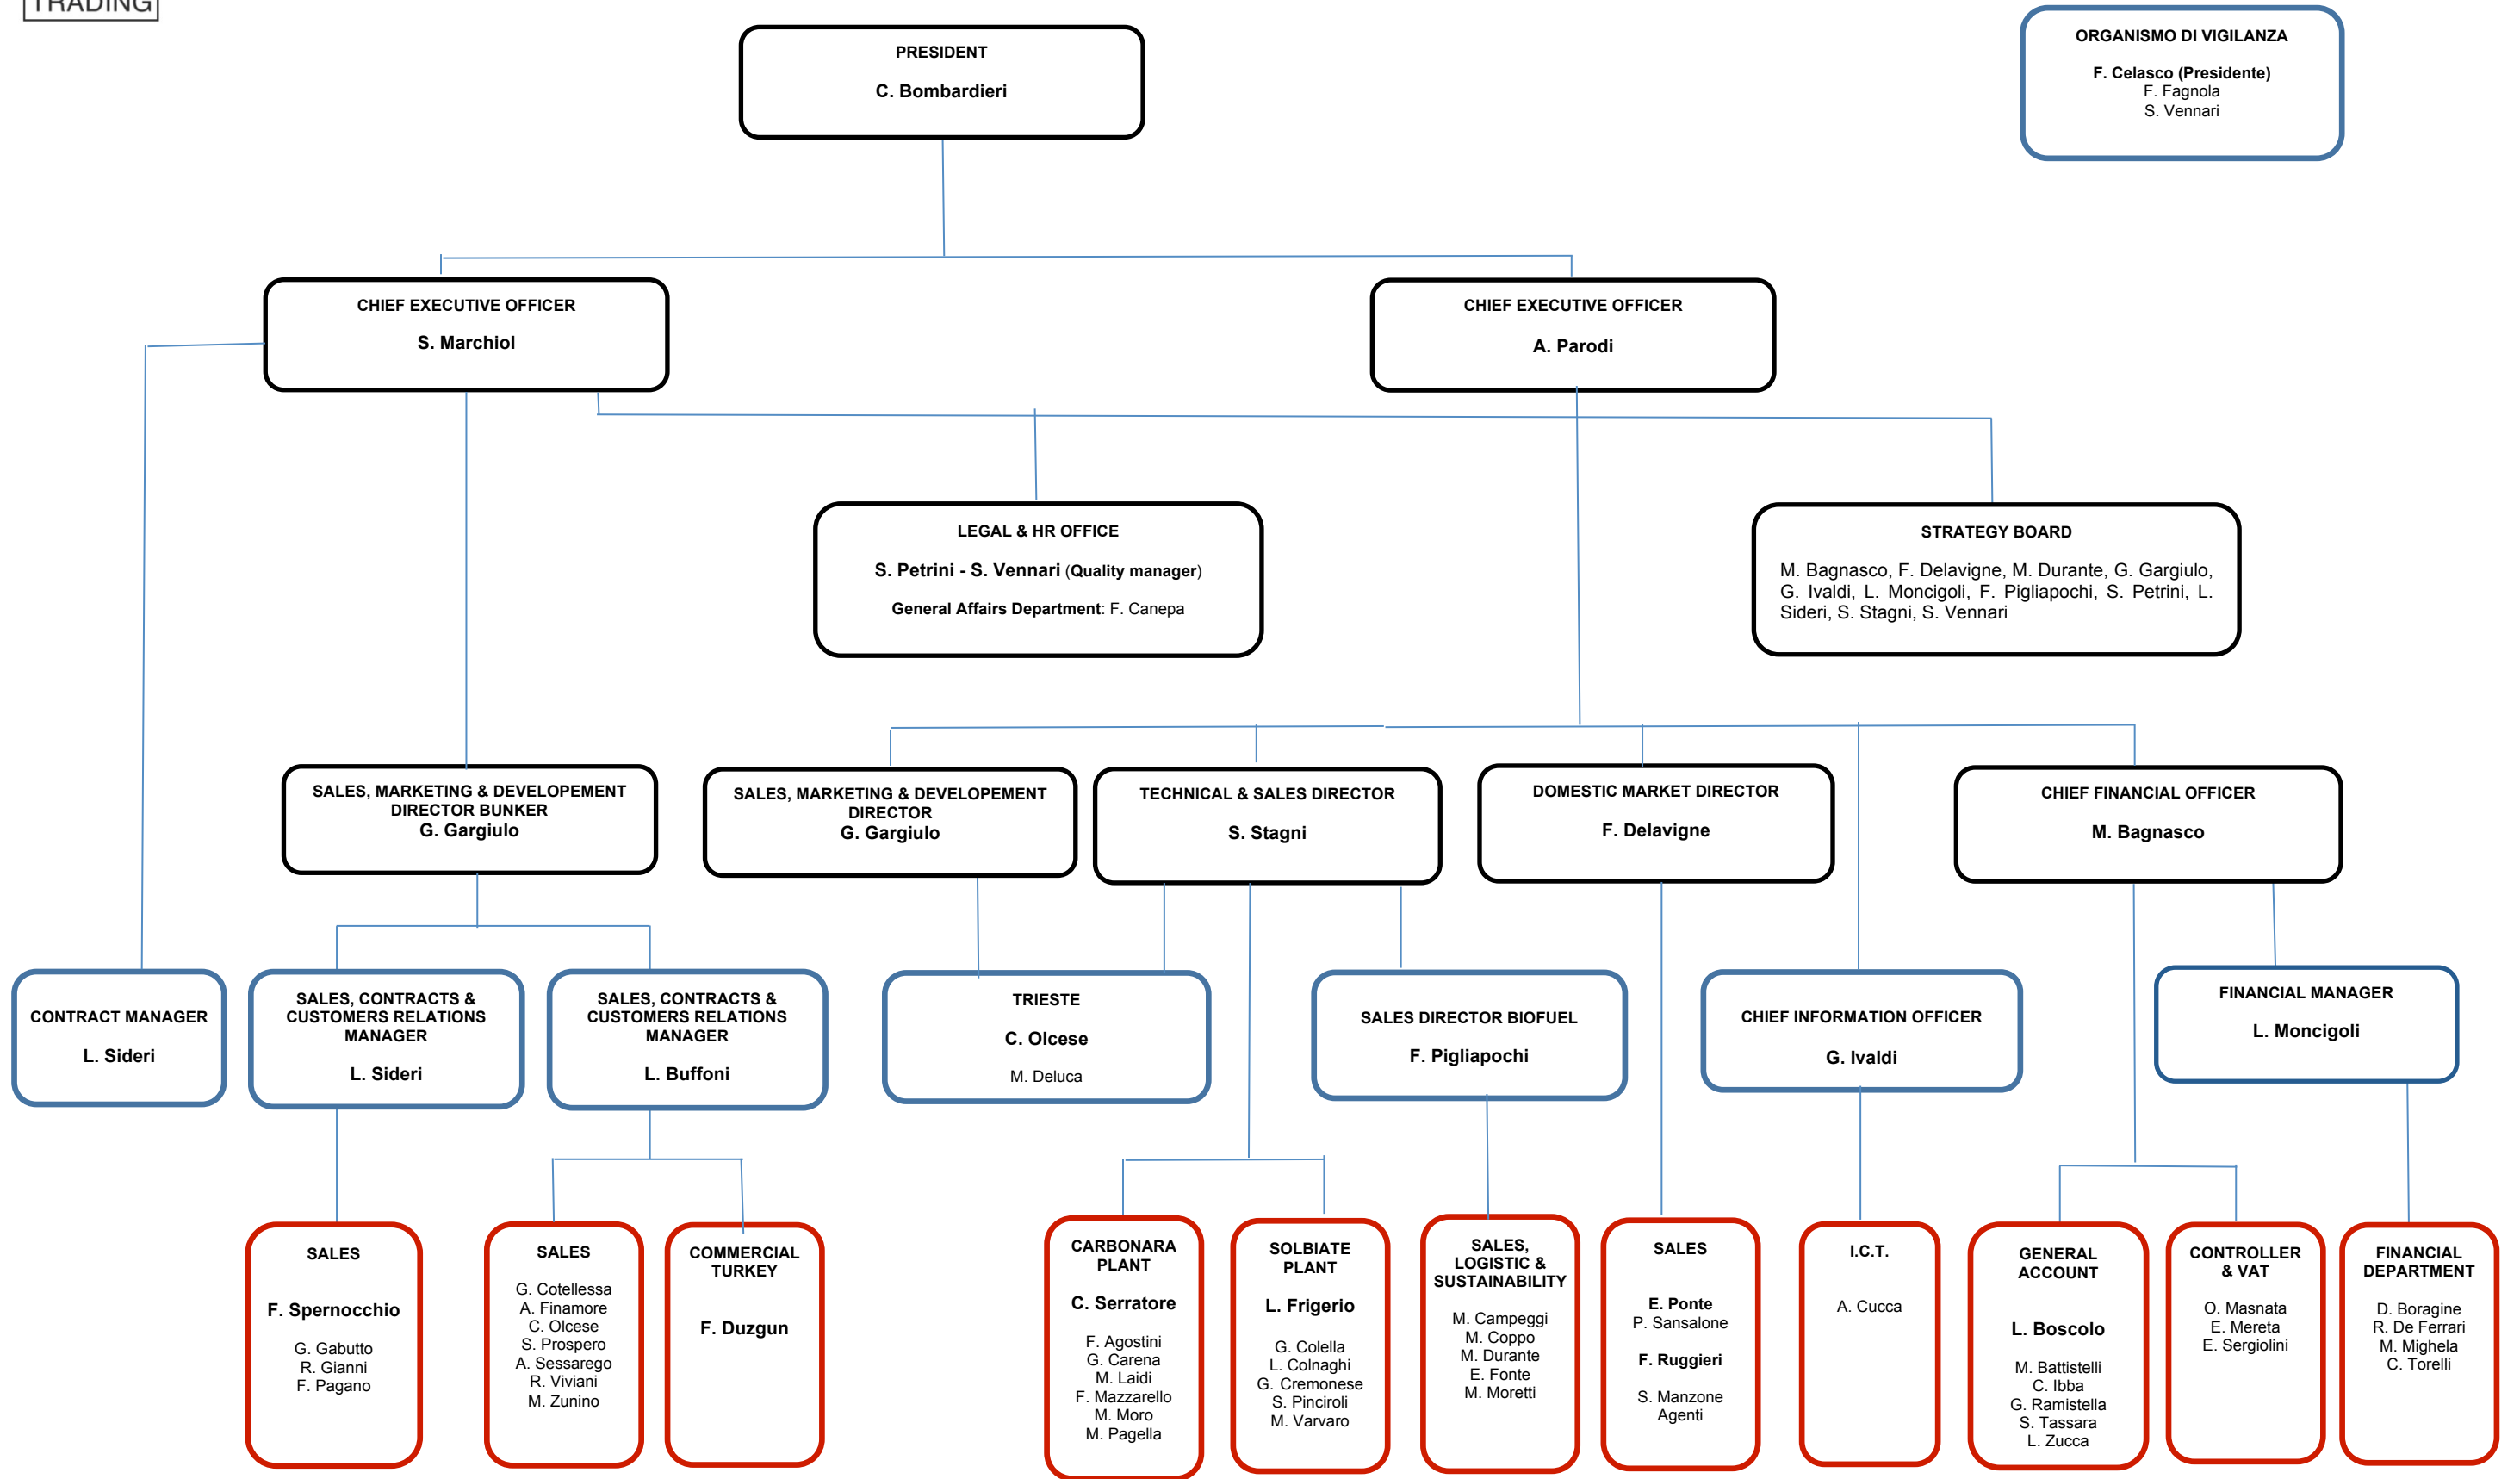 TRADING
PRESIDENT
C. Bombardieri
ORGANISMO DI VIGILANZA
F. Celasco (Presidente)
F. Fagnola
S. Vennari
CHIEF EXECUTIVE OFFICER
S. Marchiol
CHIEF EXECUTIVE OFFICER
A. Parodi
LEGAL & HR OFFICE
S. Petrini - S. Vennari (Quality manager)
General Affairs Department: F. Canepa
STRATEGY BOARD
M. Bagnasco, F. Delavigne, M. Durante, G. Gargiulo,
G. Ivaldi, L. Moncigoli, F. Pigliapochi, S. Petrini, L.
Sideri, S. Stagni, S. Vennari
SALES, MARKETING & DEVELOPEMENT
DIRECTOR BUNKER
G. Gargiulo
SALES, MARKETING & DEVELOPEMENT
DIRECTOR
G. Gargiulo
TECHNICAL & SALES DIRECTOR
S. Stagni
DOMESTIC MARKET DIRECTOR
F. Delavigne
CHIEF FINANCIAL OFFICER
M. Bagnasco
CONTRACT MANAGER
L. Sideri
SALES, CONTRACTS &
CUSTOMERS RELATIONS
MANAGER
L. Sideri
SALES, CONTRACTS &
CUSTOMERS RELATIONS
MANAGER
L. Buffoni
TRIESTE
C. Olcese
M. Deluca
SALES DIRECTOR BIOFUEL
F. Pigliapochi
CHIEF INFORMATION OFFICER
G. Ivaldi
FINANCIAL MANAGER
L. Moncigoli
SALES
F. Spernocchio
G. Gabutto
R. Gianni
F. Pagano
SALES
G. Cotellessa
A. Finamore
C. Olcese
S. Prospero
A. Sessarego
R. Viviani
M. Zunino
COMMERCIAL
TURKEY
F. Duzgun
CARBONARA
PLANT
C. Serratore
F. Agostini
G. Carena
M. Laidi
F. Mazzarello
M. Moro
M. Pagella
SOLBIATE
PLANT
L. Frigerio
G. Colella
L. Colnaghi
G. Cremonese
S. Pinciroli
M. Varvaro
SALES,
LOGISTIC &
SUSTAINABILITY
M. Campeggi
M. Coppo
M. Durante
E. Fonte
M. Moretti
SALES
E. Ponte
P. Sansalone
F. Ruggieri
S. Manzone
Agenti
I.C.T.
A. Cucca
GENERAL
ACCOUNT
L. Boscolo
M. Battistelli
C. Ibba
G. Ramistella
S. Tassara
L. Zucca
CONTROLLER
& VAT
O. Masnata
E. Mereta
E. Sergiolini
FINANCIAL
DEPARTMENT
D. Boragine
R. De Ferrari
M. Mighela
C. Torelli